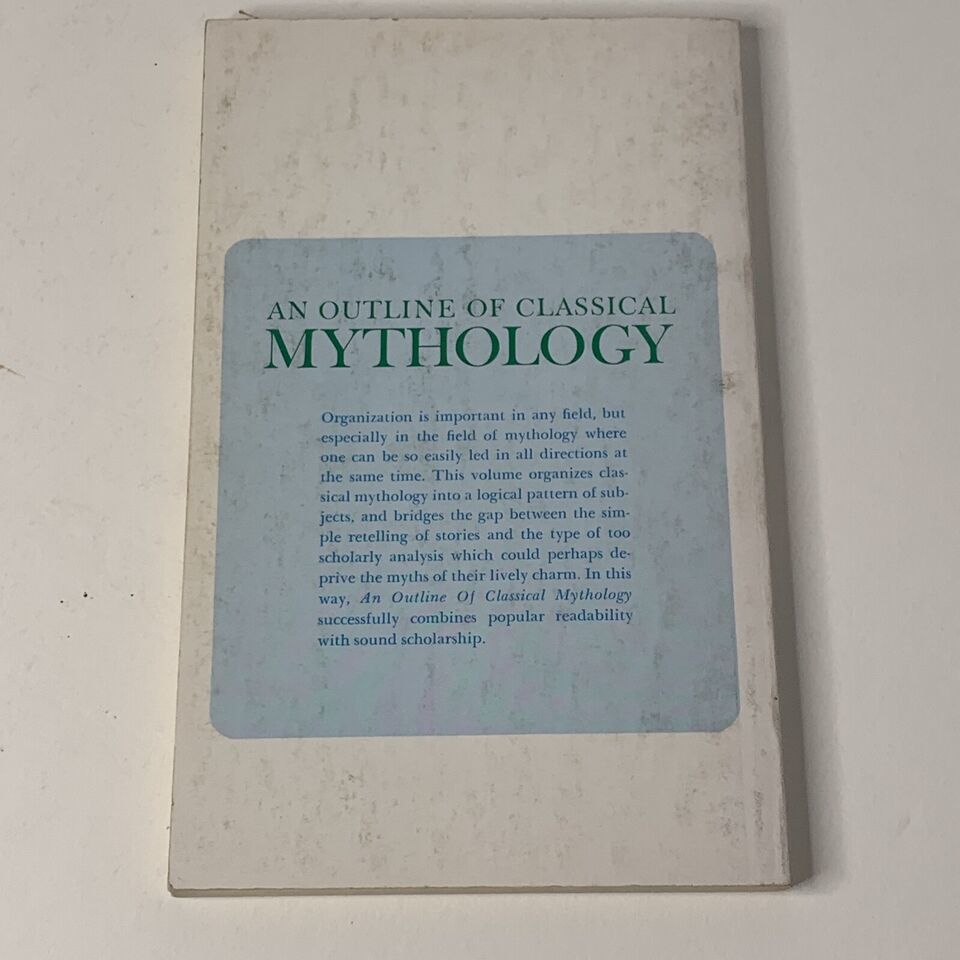 AN OUTLINE OF CLASSICAL
MYTHOLOGY
Organization is important in any field, but
especially in the field of mythology where
one can be so easily led in all directions at
the same time. This volume organizes clas-
sical mythology into a logical pattern of sub-
jects, and bridges the gap between the sim-
ple retelling of stories and the type of too
scholarly analysis which could perhaps de-
prive the myths of their lively charm. In this
way, An Outline Of Classical Mythology
successfully combines popular readability
with sound scholarship.